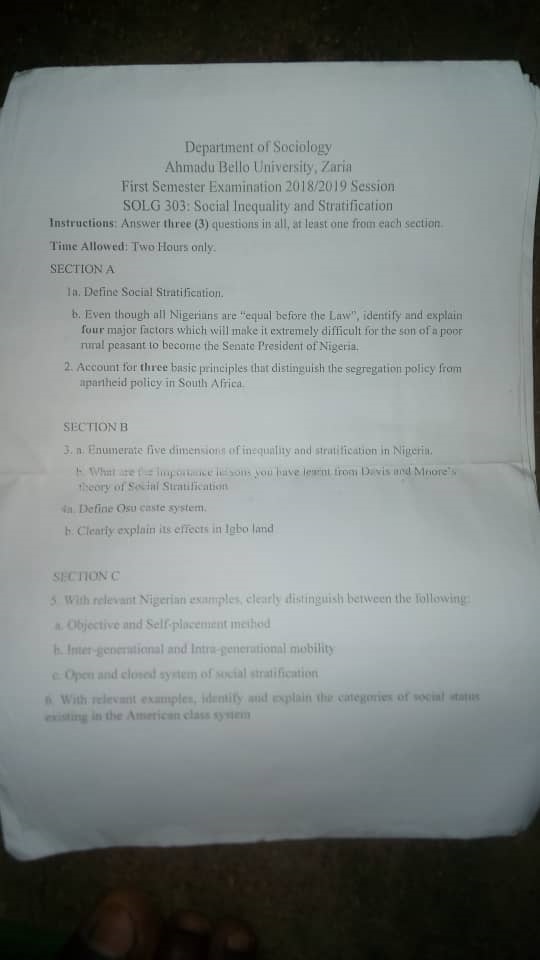 Department of Sociology
Ahmadu Bello University, Zaria
First Semester Examination 2018/2019 Session
SOLG 303: Social Inequality and Stratification
Instructions: Answer three (3) questions in all, at least one from each section.
Time Allowed: Two Hours only.
SECTION A
1a. Define Social Stratification.
b. Even though all Nigerians are "equal before the Law", identify and explain
four major factors which will make it extremely difficult for the son of a poor
rural peasant to become the Senate President of Nigeria.
2. Account for three basic principles that distinguish the segregation policy from
apartheid policy in South Africa.
SECTION B
3. a. Enumerate five dimensions of inequality and stratification in Nigeria.
b. What are the importance lessons you have learnt from Davis and Moore's
theory of Social Stratification
4a. Define Osu caste system.
b. Clearly explain its effects in Igbo land
SECTION C
5. With relevant Nigerian examples, clearly distinguish between the following:
a. Objective and Self-placement method
b. Inter-generational and Intra-generational mobility
c. Open and closed system of social stratification
6. With relevant examples, identify and explain the categories of social status
existing in the American class system